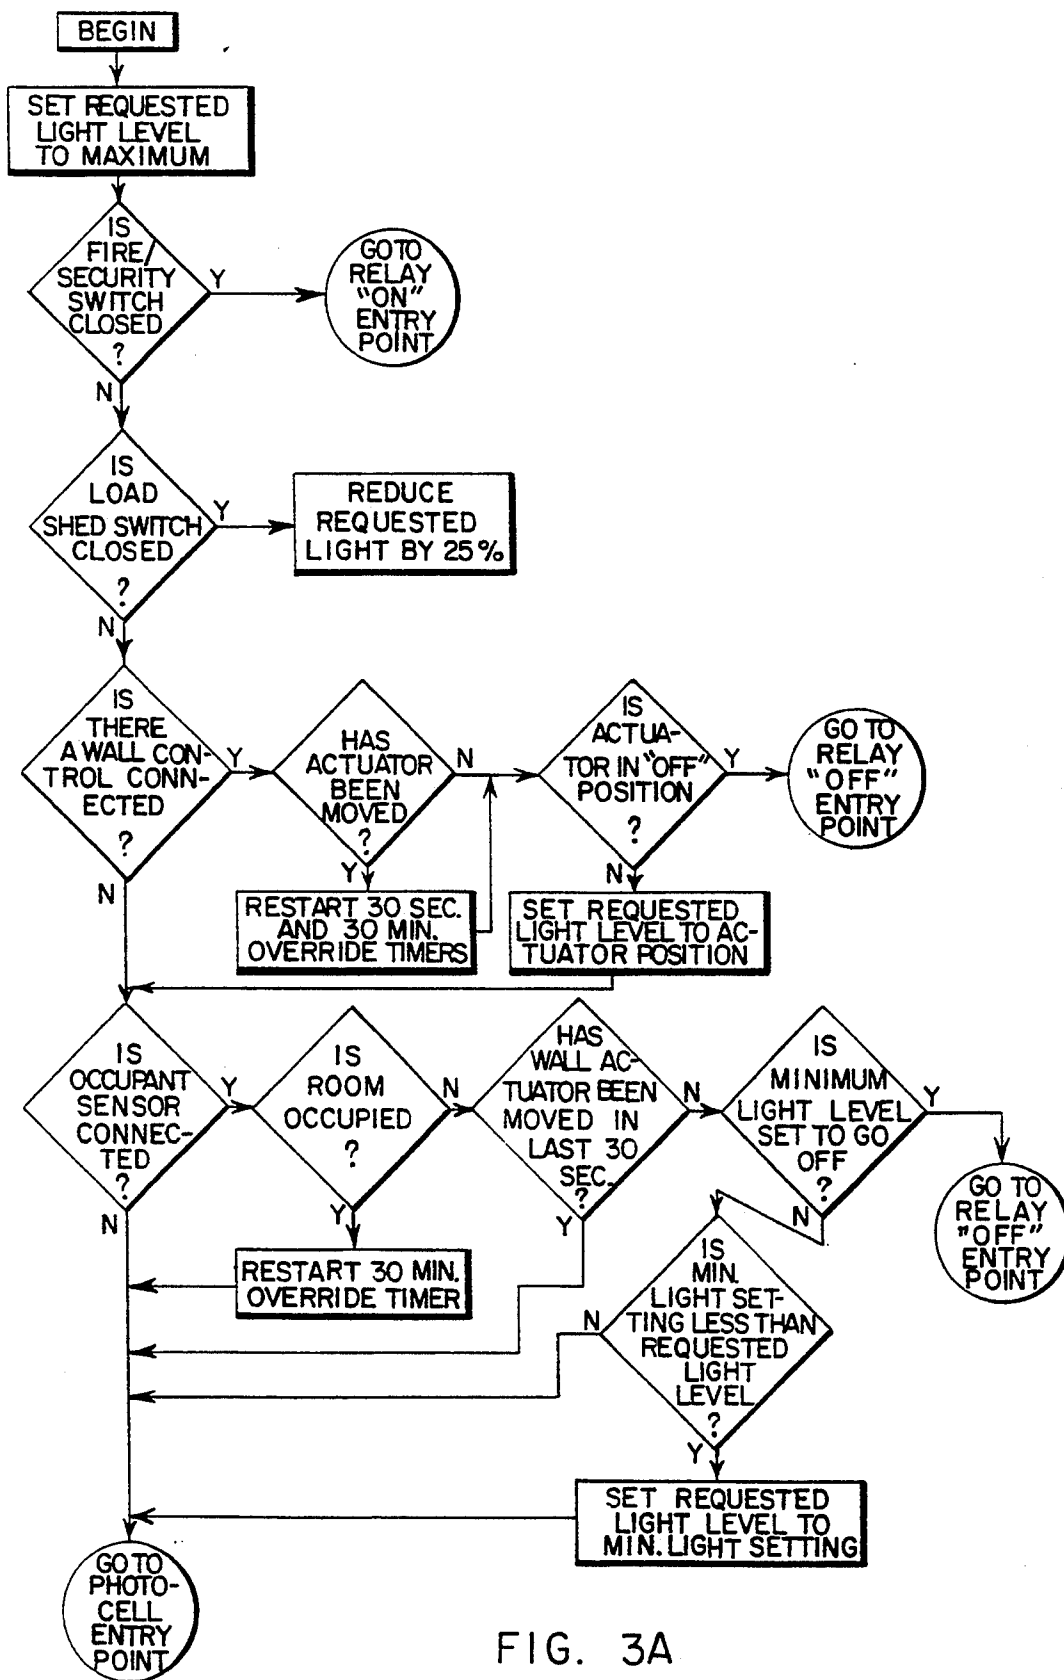 BEGIN
SET REQUESTED
LIGHT LEVEL
TO MAXIMUM
IS
FIRE/
SECURITY
SWITCH
CLOSED
?
Y
N
GO TO
RELAY
"ON"
ENTRY
POINT
IS
LOAD
SHED SWITCH
CLOSED
?
Y
N
REDUCE
REQUESTED
LIGHT BY 25%
IS
THERE
A WALL CON-
TROL CONN-
ECTED
?
Y
N
HAS
ACTUATOR
BEEN
MOVED
?
N
Y
RESTART 30 SEC.
AND 30 MIN.
OVERRIDE TIMERS
IS
ACTUA-
TOR IN "OFF"
POSITION
?
Y
N
GO TO
RELAY
"OFF"
ENTRY
POINT
SET REQUESTED
LIGHT LEVEL TO AC-
TUATOR POSITION
IS
OCCUPANT
SENSOR
CONNEC-
TED
?
Y
N
IS
ROOM
OCCUPIED
?
N
Y
RESTART 30 MIN.
OVERRIDE TIMER
HAS
WALL AC-
TUATOR BEEN
MOVED IN
LAST 30
SEC.
?
N
Y
IS
MINIMUM
LIGHT LEVEL
SET TO GO
OFF
?
Y
N
GO TO
RELAY
"OFF"
ENTRY
POINT
IS
MIN.
LIGHT SET-
TING LESS THAN
REQUESTED
LIGHT
LEVEL
?
N
Y
SET REQUESTED
LIGHT LEVEL TO
MIN. LIGHT SETTING
GO TO
PHOTO-
CELL
ENTRY
POINT
FIG. 3A